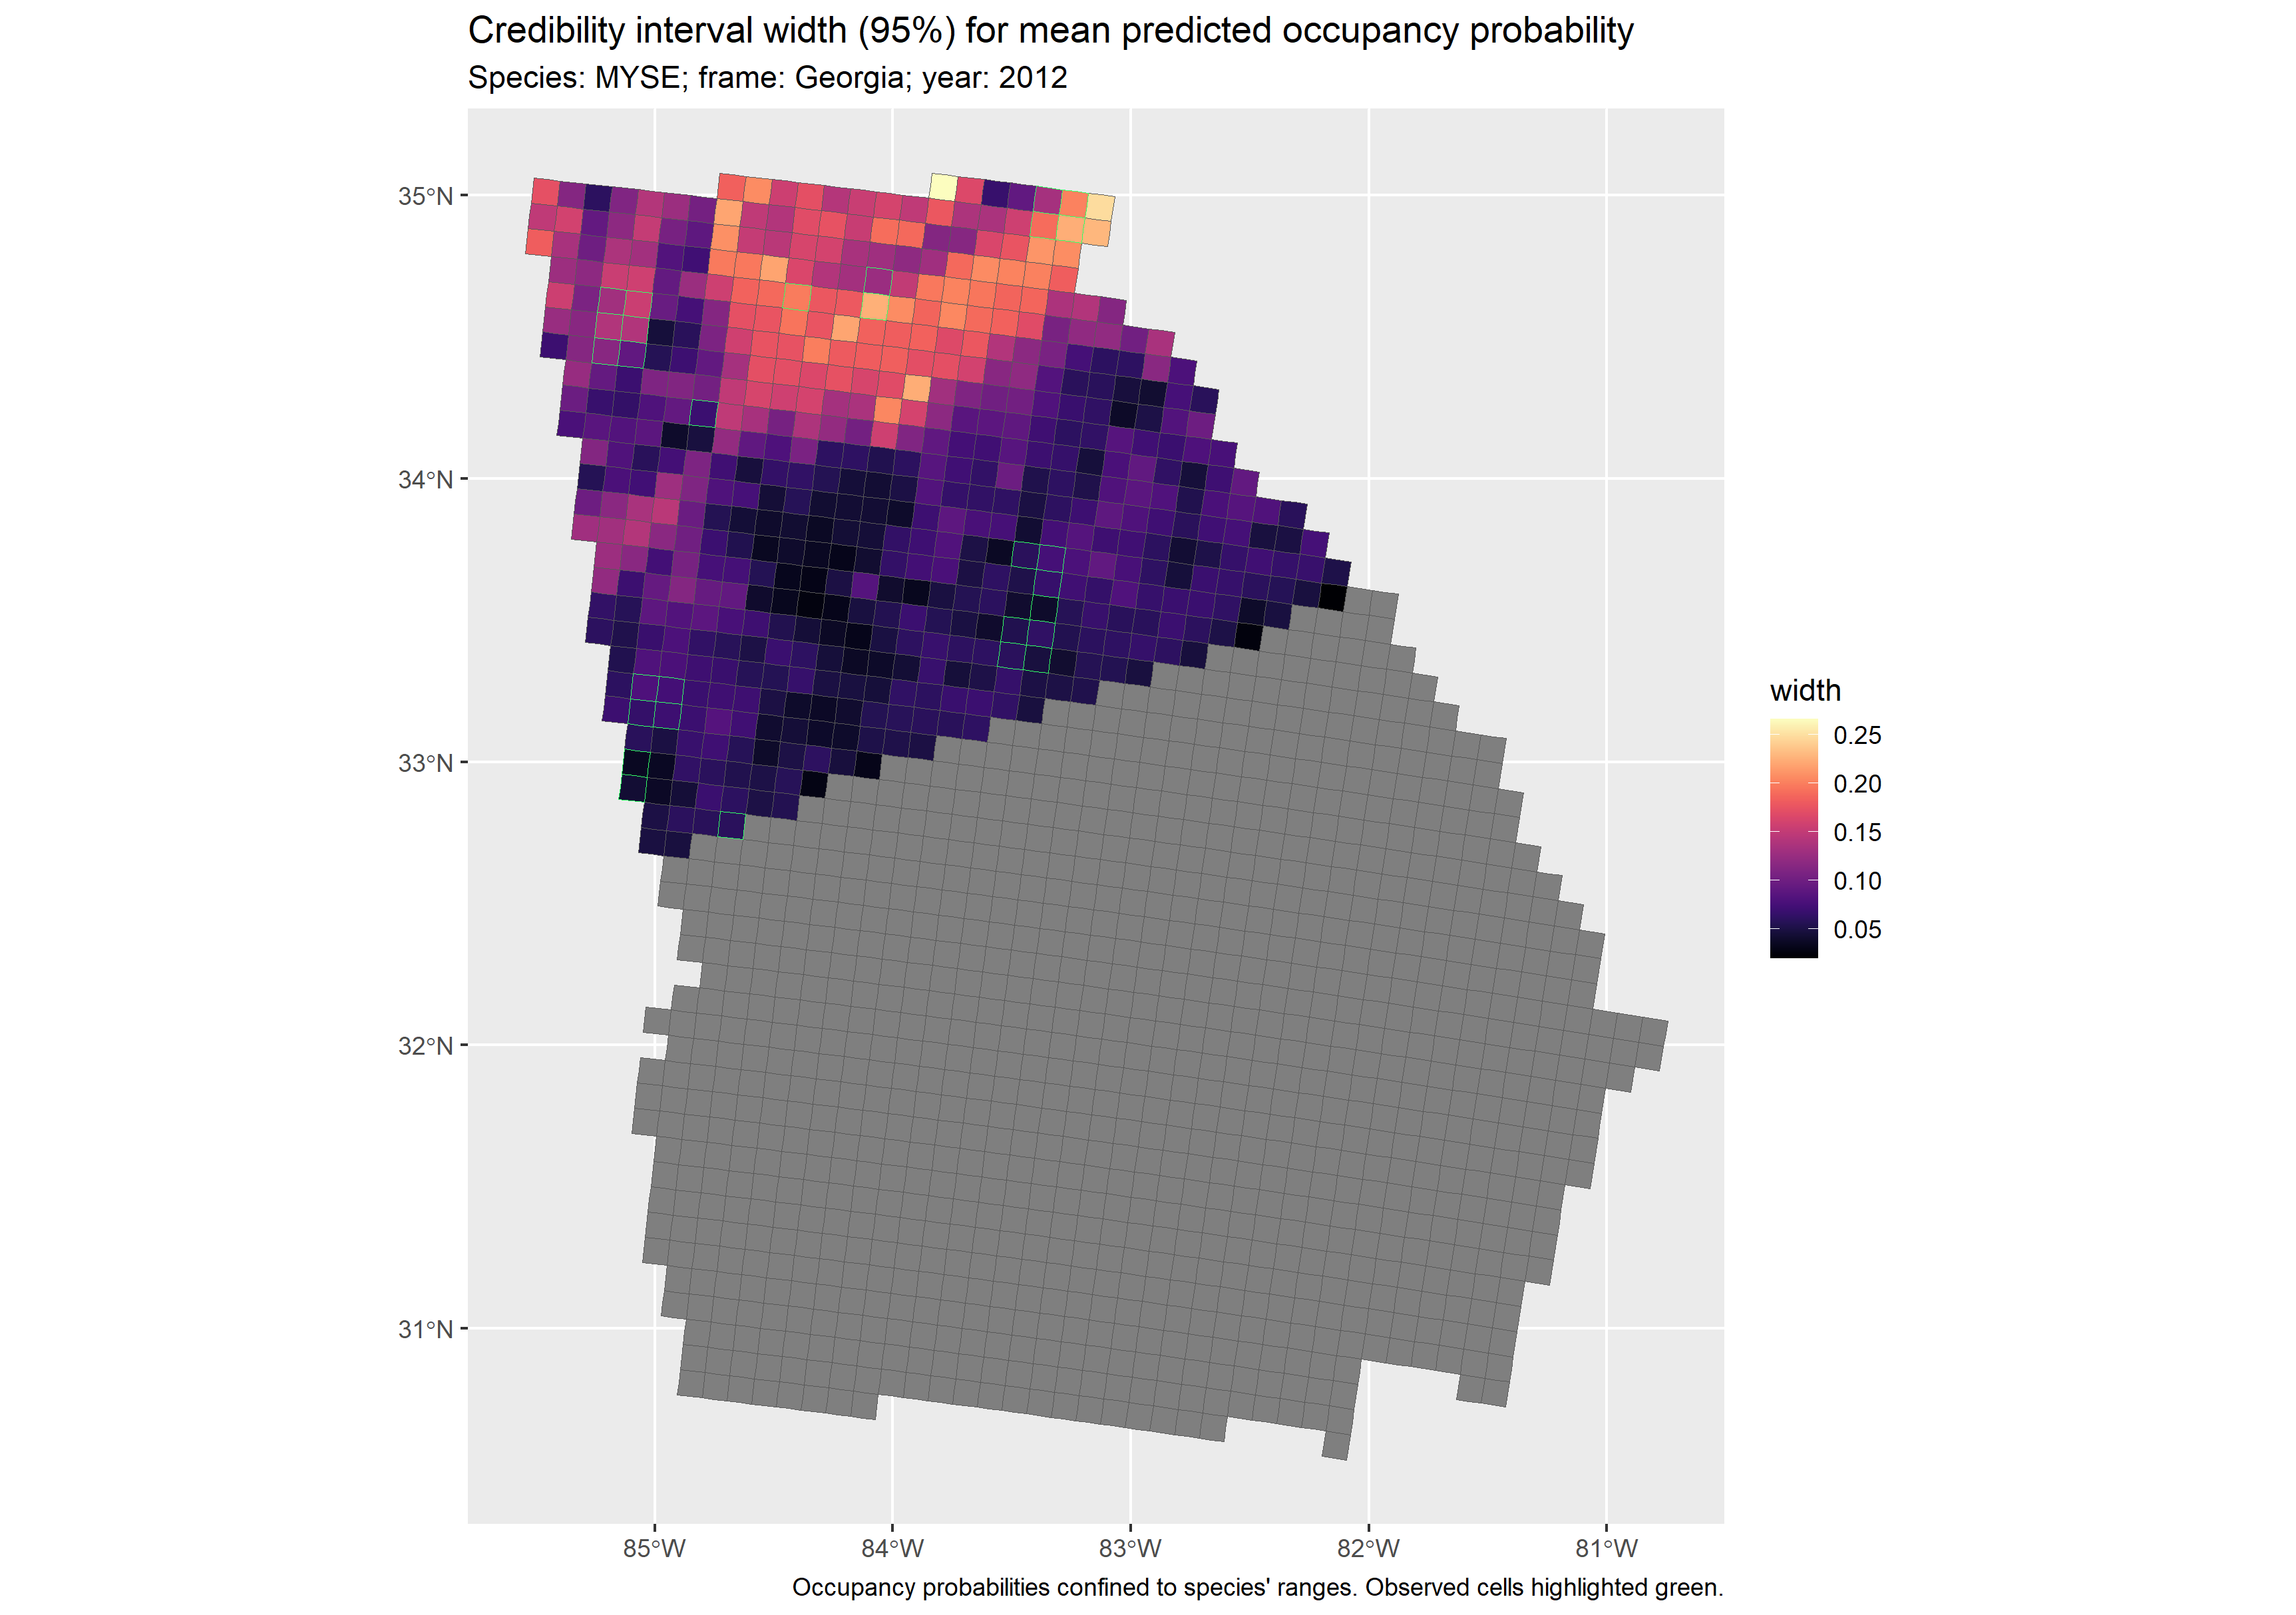 Credibility interval width (95%) for mean predicted occupancy probability
Species: MYSE; frame: Georgia; year: 2012
35°N
34°N
33°N
32°N
31°N
85°W
84°W
83°W
82°W
81°W
width
0.25
0.20
0.15
0.10
0.05
Occupancy probabilities confined to species' ranges. Observed cells highlighted green.